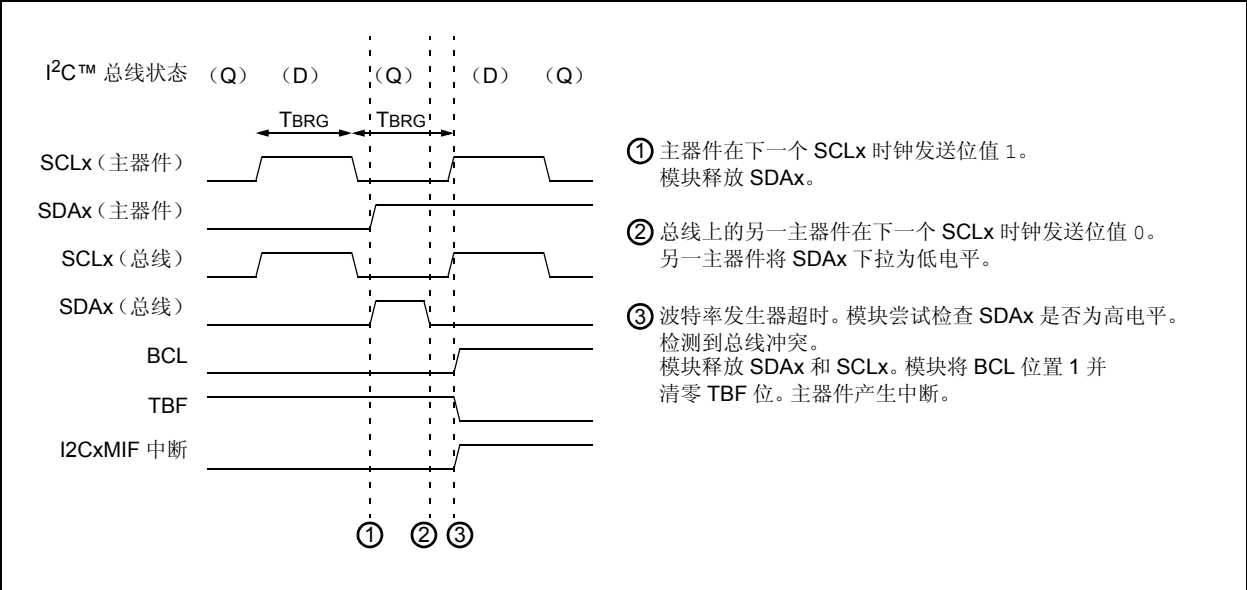 I²C™ 总线状态 （Q） （D） （Q） （D） （Q）
TBRG TBRG
SCLx（主器件）
SDAx（主器件）
SCLx（总线）
SDAx（总线）
BCL
TBF
I2CxMIF 中断
① ② ③
① 主器件在下一个 SCLx 时钟发送位值 1。
模块释放 SDAx。
② 总线上的另一主器件在下一个 SCLx 时钟发送位值 0。
另一主器件将 SDAx 下拉为低电平。
③ 波特率发生器超时。模块尝试检查 SDAx 是否为高电平。
检测到总线冲突。
模块释放 SDAx 和 SCLx。模块将 BCL 位置 1 并
清零 TBF 位。主器件产生中断。